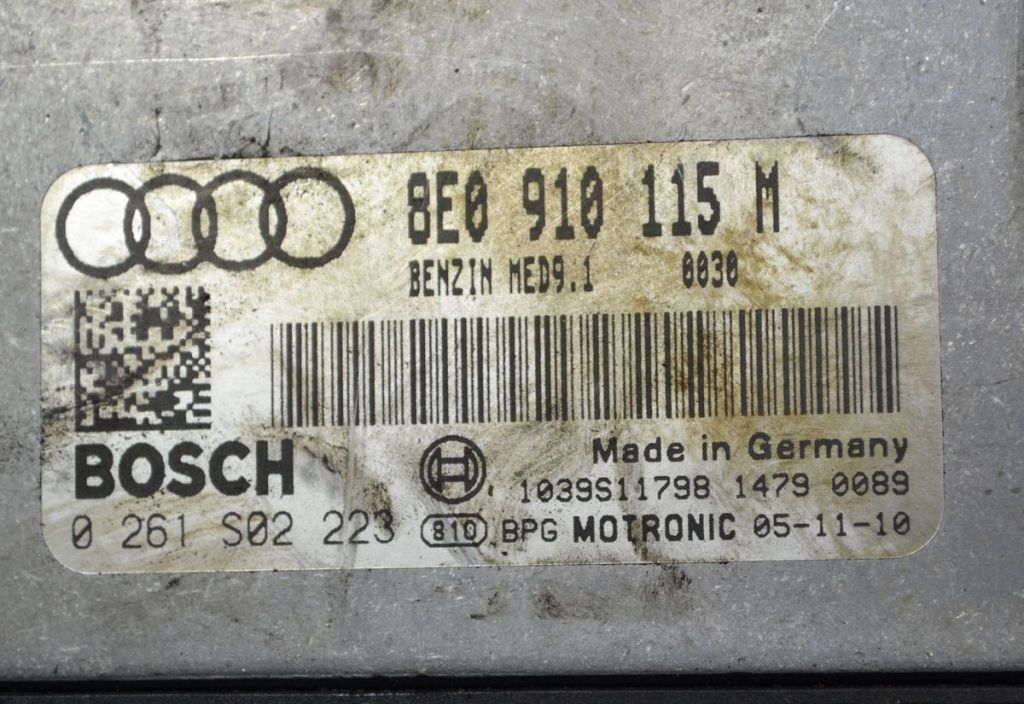 8E0 910 115 M
BENZIN MED9.1 0030
BOSCH
Made in Germany
1039S11798 1479 0089
0 261 S02 223 810 BPG MOTRONIC 05-11-10